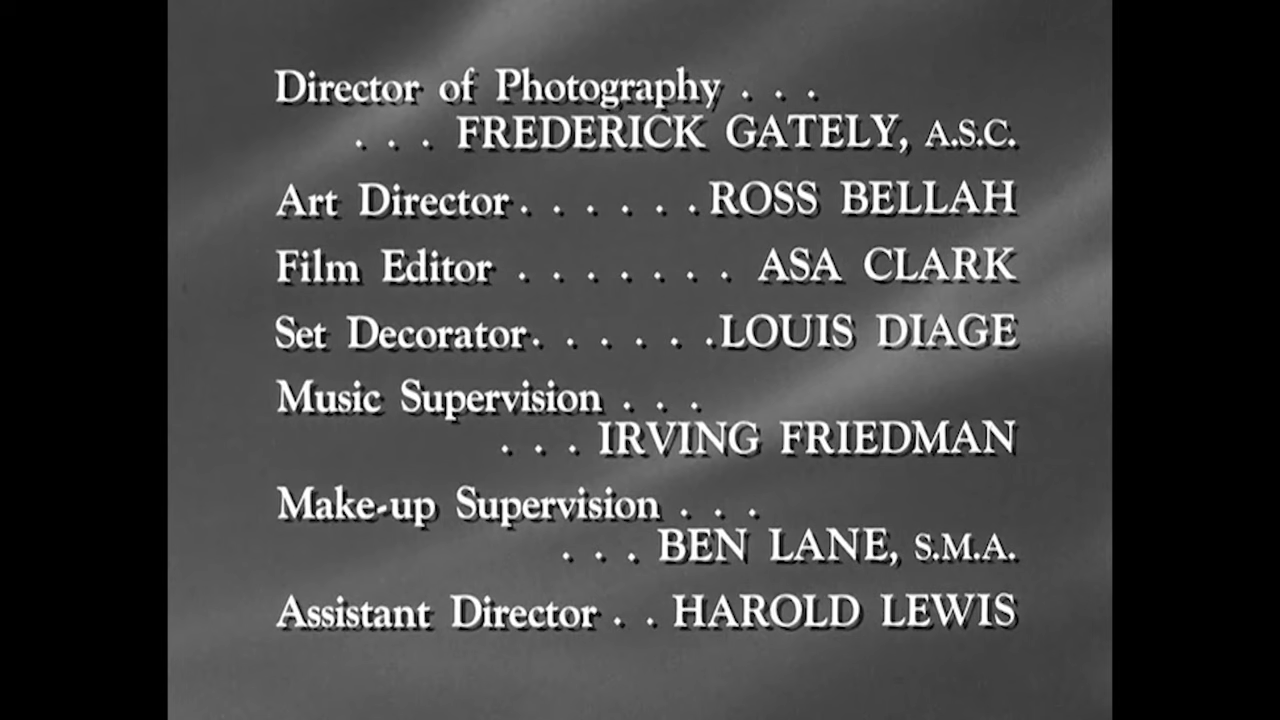 Director of Photography . . .
. . . FREDERICK GATELY, A.S.C.
Art Director . . . . . . ROSS BELLAH
Film Editor . . . . . . . ASA CLARK
Set Decorator . . . . . . LOUIS DIAGE
Music Supervision . . .
. . . IRVING FRIEDMAN
Make-up Supervision . . .
. . . BEN LANE, S.M.A.
Assistant Director . . HAROLD LEWIS